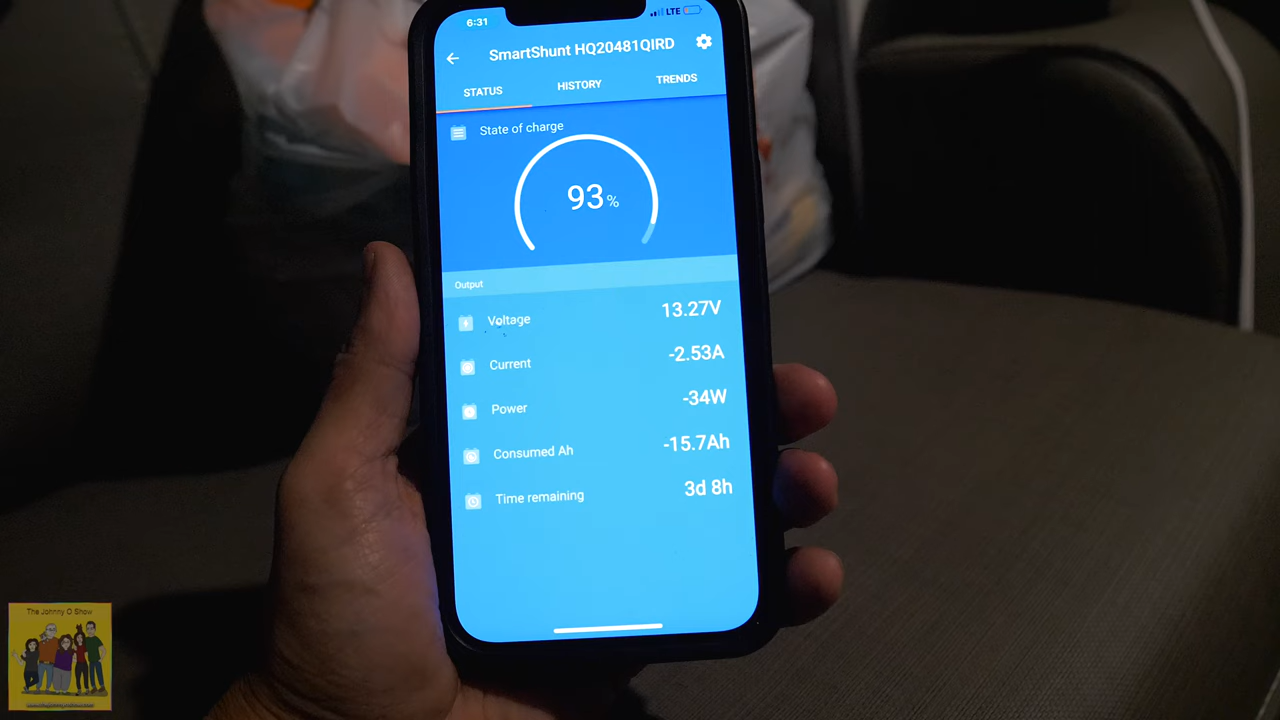 6:31 LTE
SmartShunt HQ20481QIRD
STATUS HISTORY TRENDS
State of charge
93%
Output
Voltage 13.27V
Current -2.53A
Power -34W
Consumed Ah -15.7Ah
Time remaining 3d 8h
The Johnny O Show